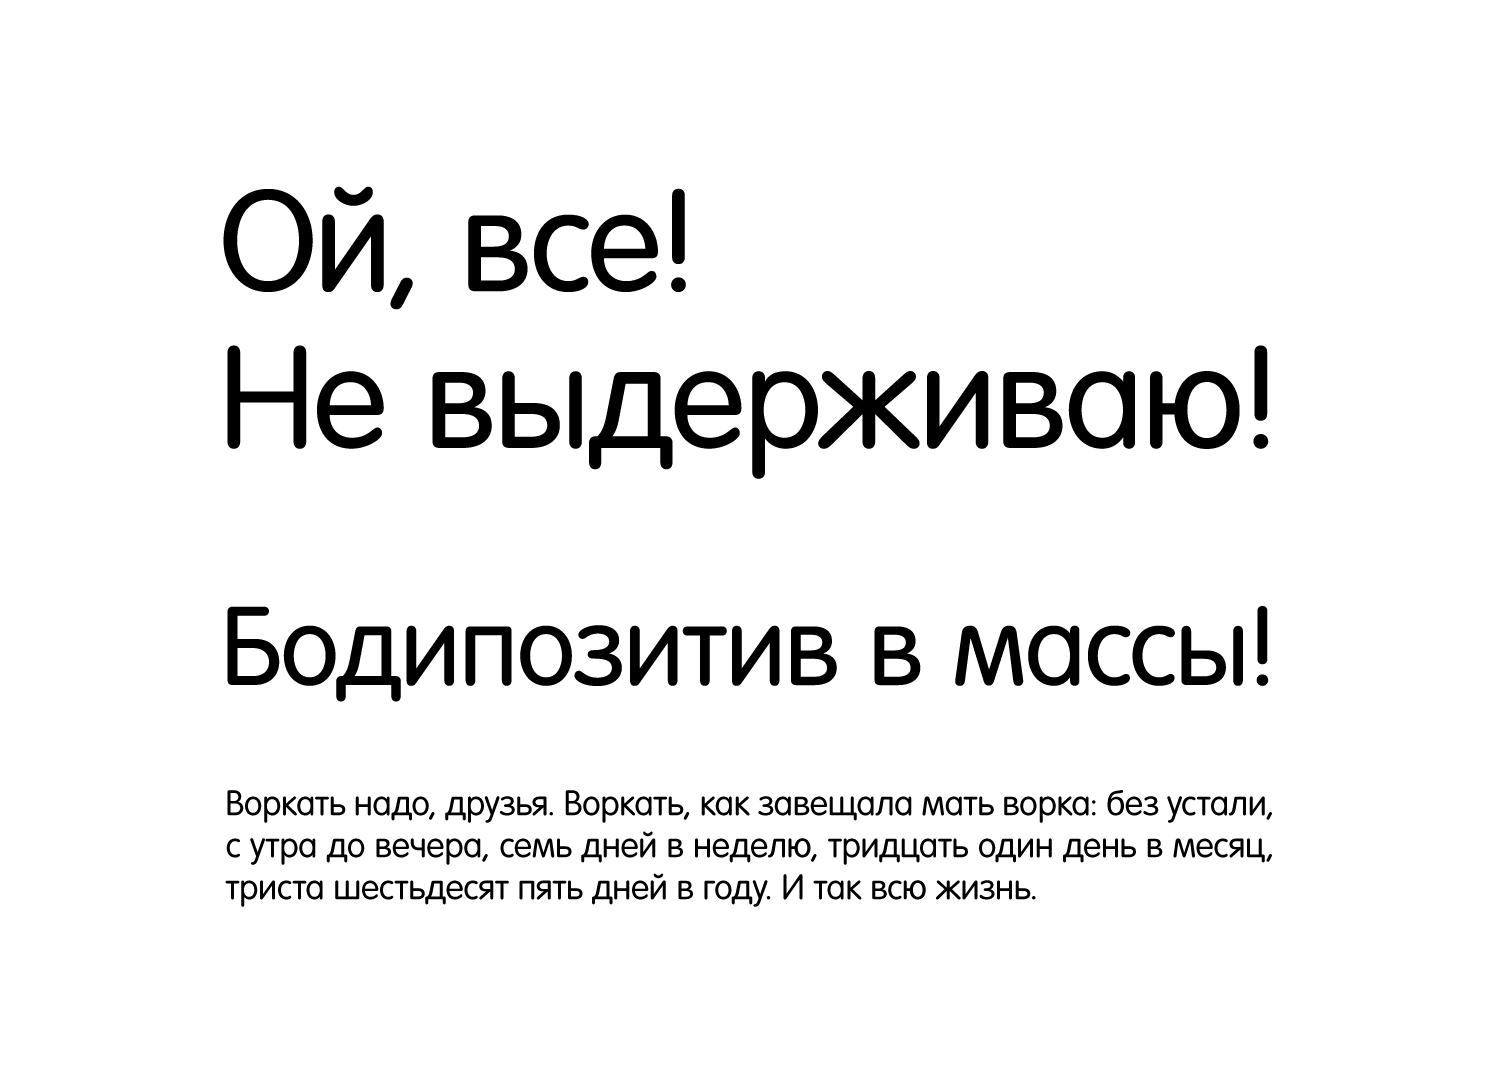 Ой, все!
Не выдерживаю!
Бодипозитив в массы!
Воркать надо, друзья. Воркать, как завещала мать ворка: без устали,
с утра до вечера, семь дней в неделю, тридцать один день в месяц,
триста шестьдесят пять дней в году. И так всю жизнь.